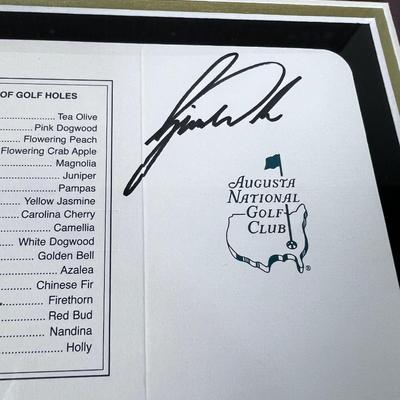 OF GOLF HOLES
Tea Olive
Pink Dogwood
Flowering Peach
Flowering Crab Apple
Magnolia
Juniper
Pampas
Yellow Jasmine
Carolina Cherry
Camellia
White Dogwood
Golden Bell
Azalea
Chinese Fir
Firethorn
Red Bud
Nandina
Holly
AUGUSTA
NATIONAL
GOLF
CLUB
®